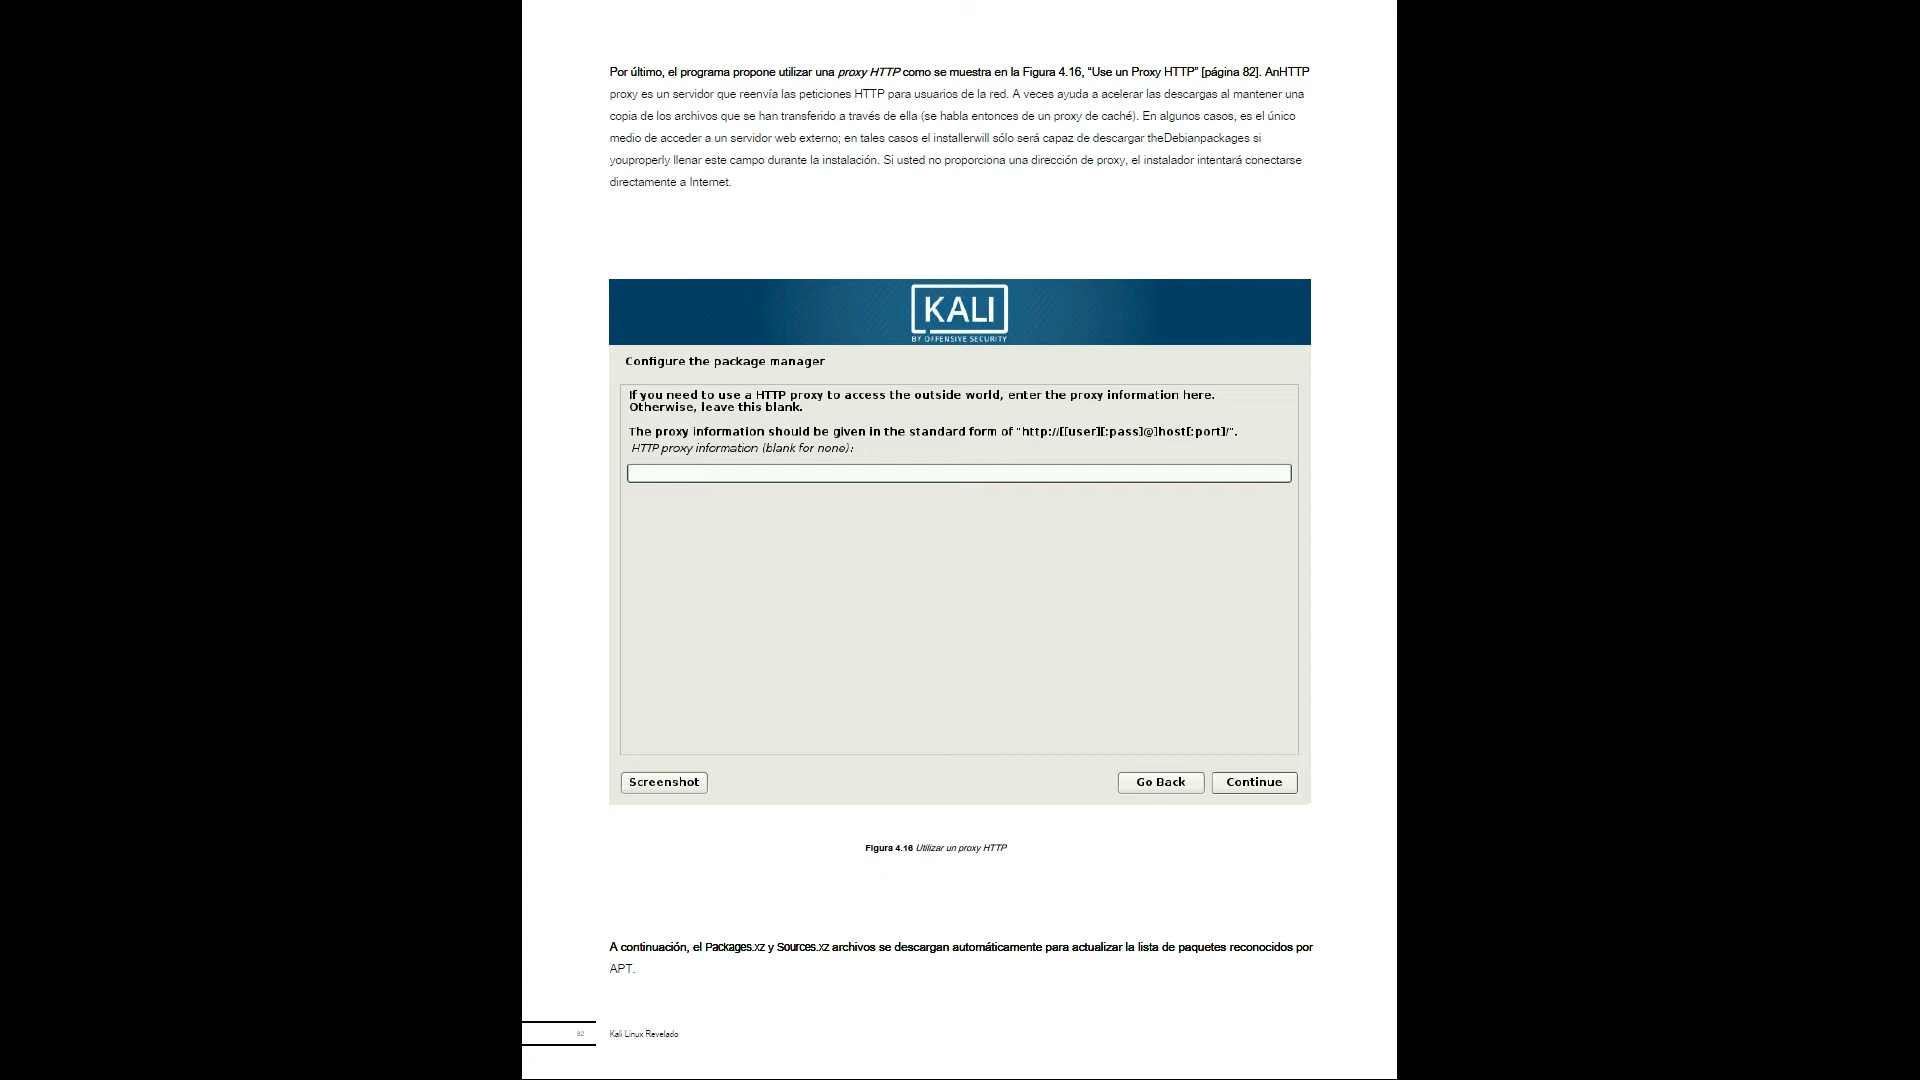 Por último, el programa propone utilizar una proxy HTTP como se muestra en la Figura 4.16, “Use un Proxy HTTP” [página 82]. AnHTTP
proxy es un servidor que reenvía las peticiones HTTP para usuarios de la red. A veces ayuda a acelerar las descargas al mantener una
copia de los archivos que se han transferido a través de ella (se habla entonces de un proxy de caché). En algunos casos, es el único
medio de acceder a un servidor web externo; en tales casos el installerwill sólo será capaz de descargar theDebianpackages si
youproperly llenar este campo durante la instalación. Si usted no proporciona una dirección de proxy, el instalador intentará conectarse
directamente a Internet.
KALI
BY OFFENSIVE SECURITY
Configure the package manager
If you need to use a HTTP proxy to access the outside world, enter the proxy information here.
Otherwise, leave this blank.
The proxy information should be given in the standard form of "http://[[user][:pass]@]host[:port]/".
HTTP proxy information (blank for none):
Screenshot
Go Back
Continue
Figura 4.16 Utilizar un proxy HTTP
A continuación, el Packages.xz y Sources.xz archivos se descargan automáticamente para actualizar la lista de paquetes reconocidos por
APT.
82
Kali Linux Revelado